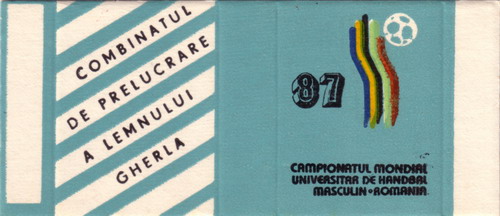 COMBINATUL
DE PRELUCRARE
A LEMNULUI
GHERLA
87
CAMPIONATUL MONDIAL
UNIVERSITAR DE HANDBAL
MASCULIN•ROMANIA